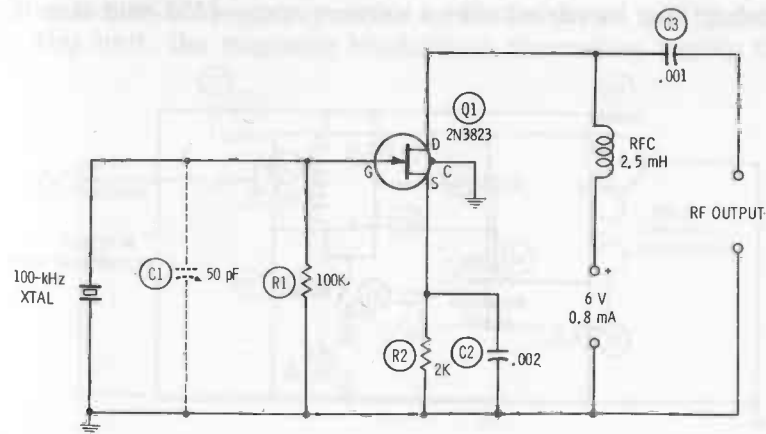 C3
.001
Q1
2N3823
D
G
C
S
RFC
2.5 mH
RF OUTPUT
100-kHz
XTAL
C1
50 pF
R1
100K
+
6 V
0.8 mA
R2
2K
C2
.002